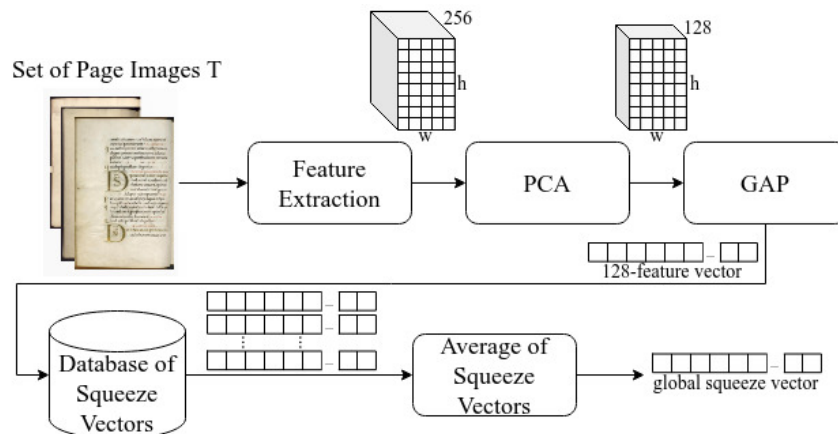 256
128
Set of Page Images T
h
h
w
w
Feature
Extraction
PCA
GAP
128-feature vector
Database of
Squeeze
Vectors
Average of
Squeeze
Vectors
global squeeze vector